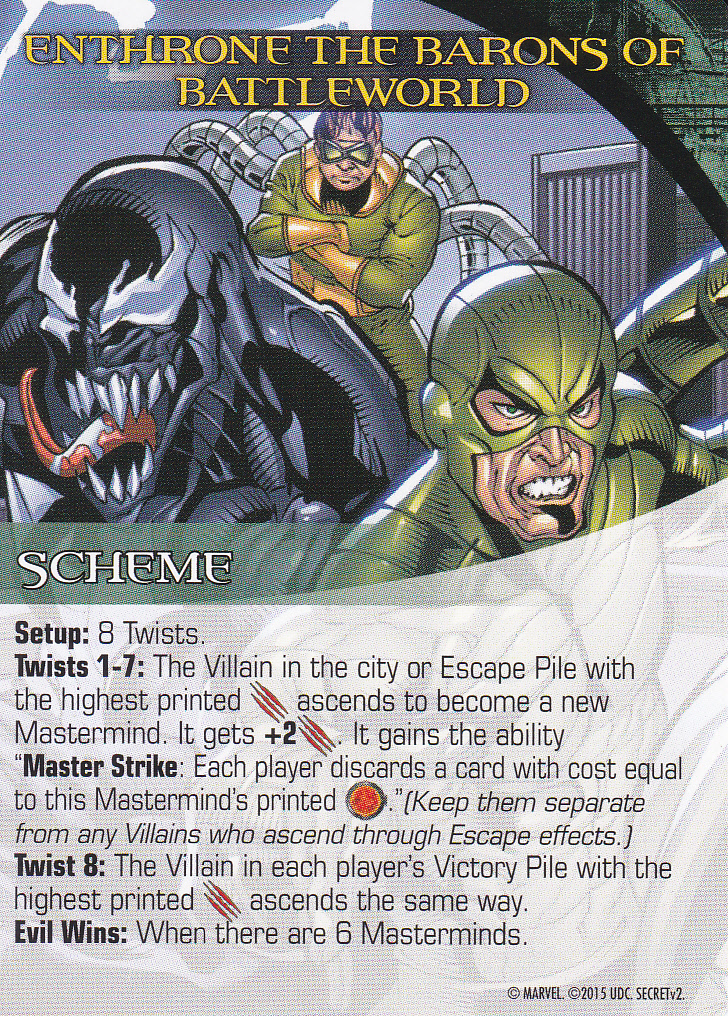 ENTHRONE THE BARONS OF
BATTLEWORLD
SCHEME
Setup: 8 Twists.
Twists 1-7: The Villain in the city or Escape Pile with
the highest printed ascends to become a new
Mastermind. It gets +2. It gains the ability
“Master Strike: Each player discards a card with cost equal
to this Mastermind's printed .”(Keep them separate
from any Villains who ascend through Escape effects.)
Twist 8: The Villain in each player's Victory Pile with the
highest printed ascends the same way.
Evil Wins: When there are 6 Masterminds.
© MARVEL. ©2015 UDC. SECRETv2.